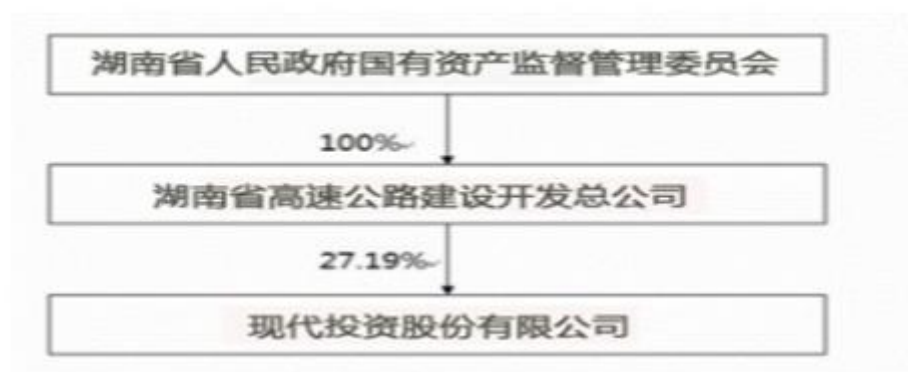 湖南省人民政府国有资产监督管理委员会
100%
湖南省高速公路建设开发总公司
27.19%
现代投资股份有限公司